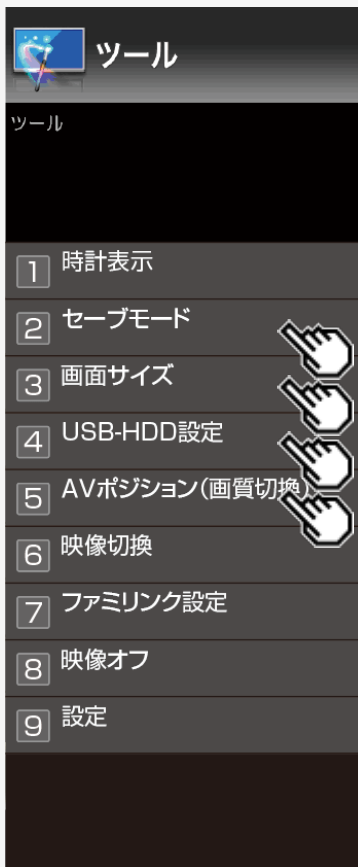 ツール
ツール
1 時計表示
2 セーブモード
3 画面サイズ
4 USB-HDD設定
5 AVポジション(画質切換)
6 映像切換
7 ファミリンク設定
8 映像オフ
9 設定